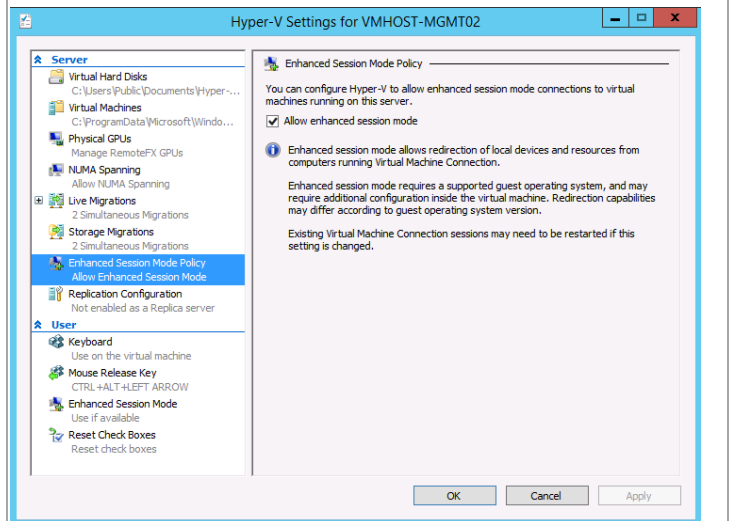 Hyper-V Settings for VMHOST-MGMT02
Server
Virtual Hard Disks
C:\Users\Public\Documents\Hyper-...
Virtual Machines
C:\ProgramData\Microsoft\Windo...
Physical GPUs
Manage RemoteFX GPUs
NUMA Spanning
Allow NUMA Spanning
Live Migrations
2 Simultaneous Migrations
Storage Migrations
2 Simultaneous Migrations
Enhanced Session Mode Policy
Allow Enhanced Session Mode
Replication Configuration
Not enabled as a Replica server
User
Keyboard
Use on the virtual machine
Mouse Release Key
CTRL+ALT+LEFT ARROW
Enhanced Session Mode
Use if available
Reset Check Boxes
Reset check boxes
Enhanced Session Mode Policy
You can configure Hyper-V to allow enhanced session mode connections to virtual
machines running on this server.
Allow enhanced session mode
Enhanced session mode allows redirection of local devices and resources from
computers running Virtual Machine Connection.
Enhanced session mode requires a supported guest operating system, and may
require additional configuration inside the virtual machine. Redirection capabilities
may differ according to guest operating system version.
Existing Virtual Machine Connection sessions may need to be restarted if this
setting is changed.
OK
Cancel
Apply